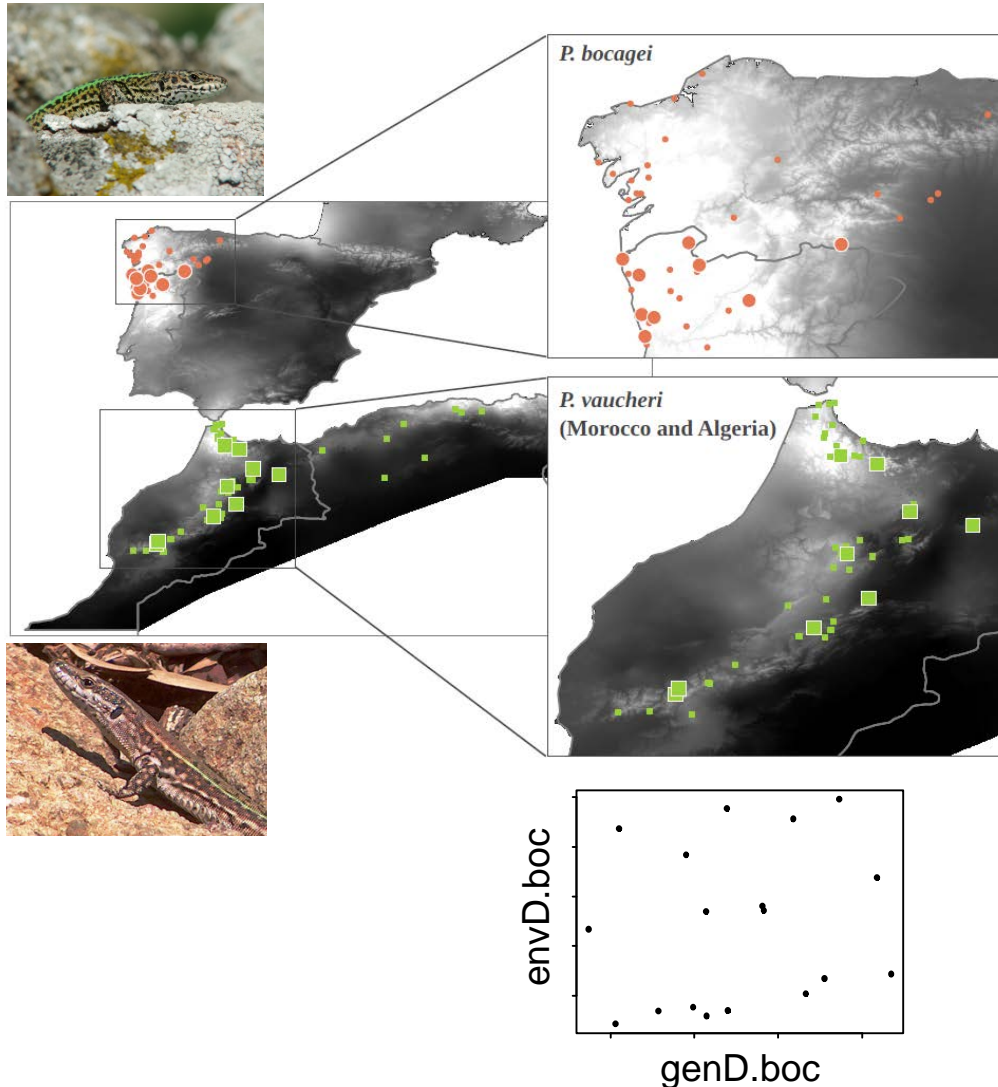 P. bocagei
P. vaucheri
(Morocco and Algeria)
envD.boc
genD.boc